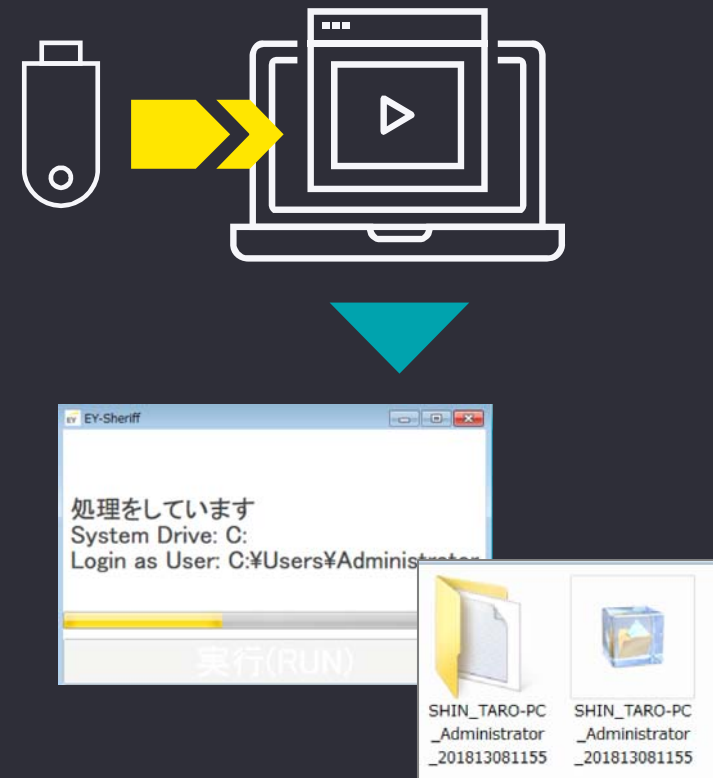 EY EY-Sheriff
処理をしています
System Drive: C:
Login as User: C:¥Users¥Administrator
実行(RUN)
SHIN_TARO-PC
_Administrator
_201813081155
SHIN_TARO-PC
_Administrator
_201813081155